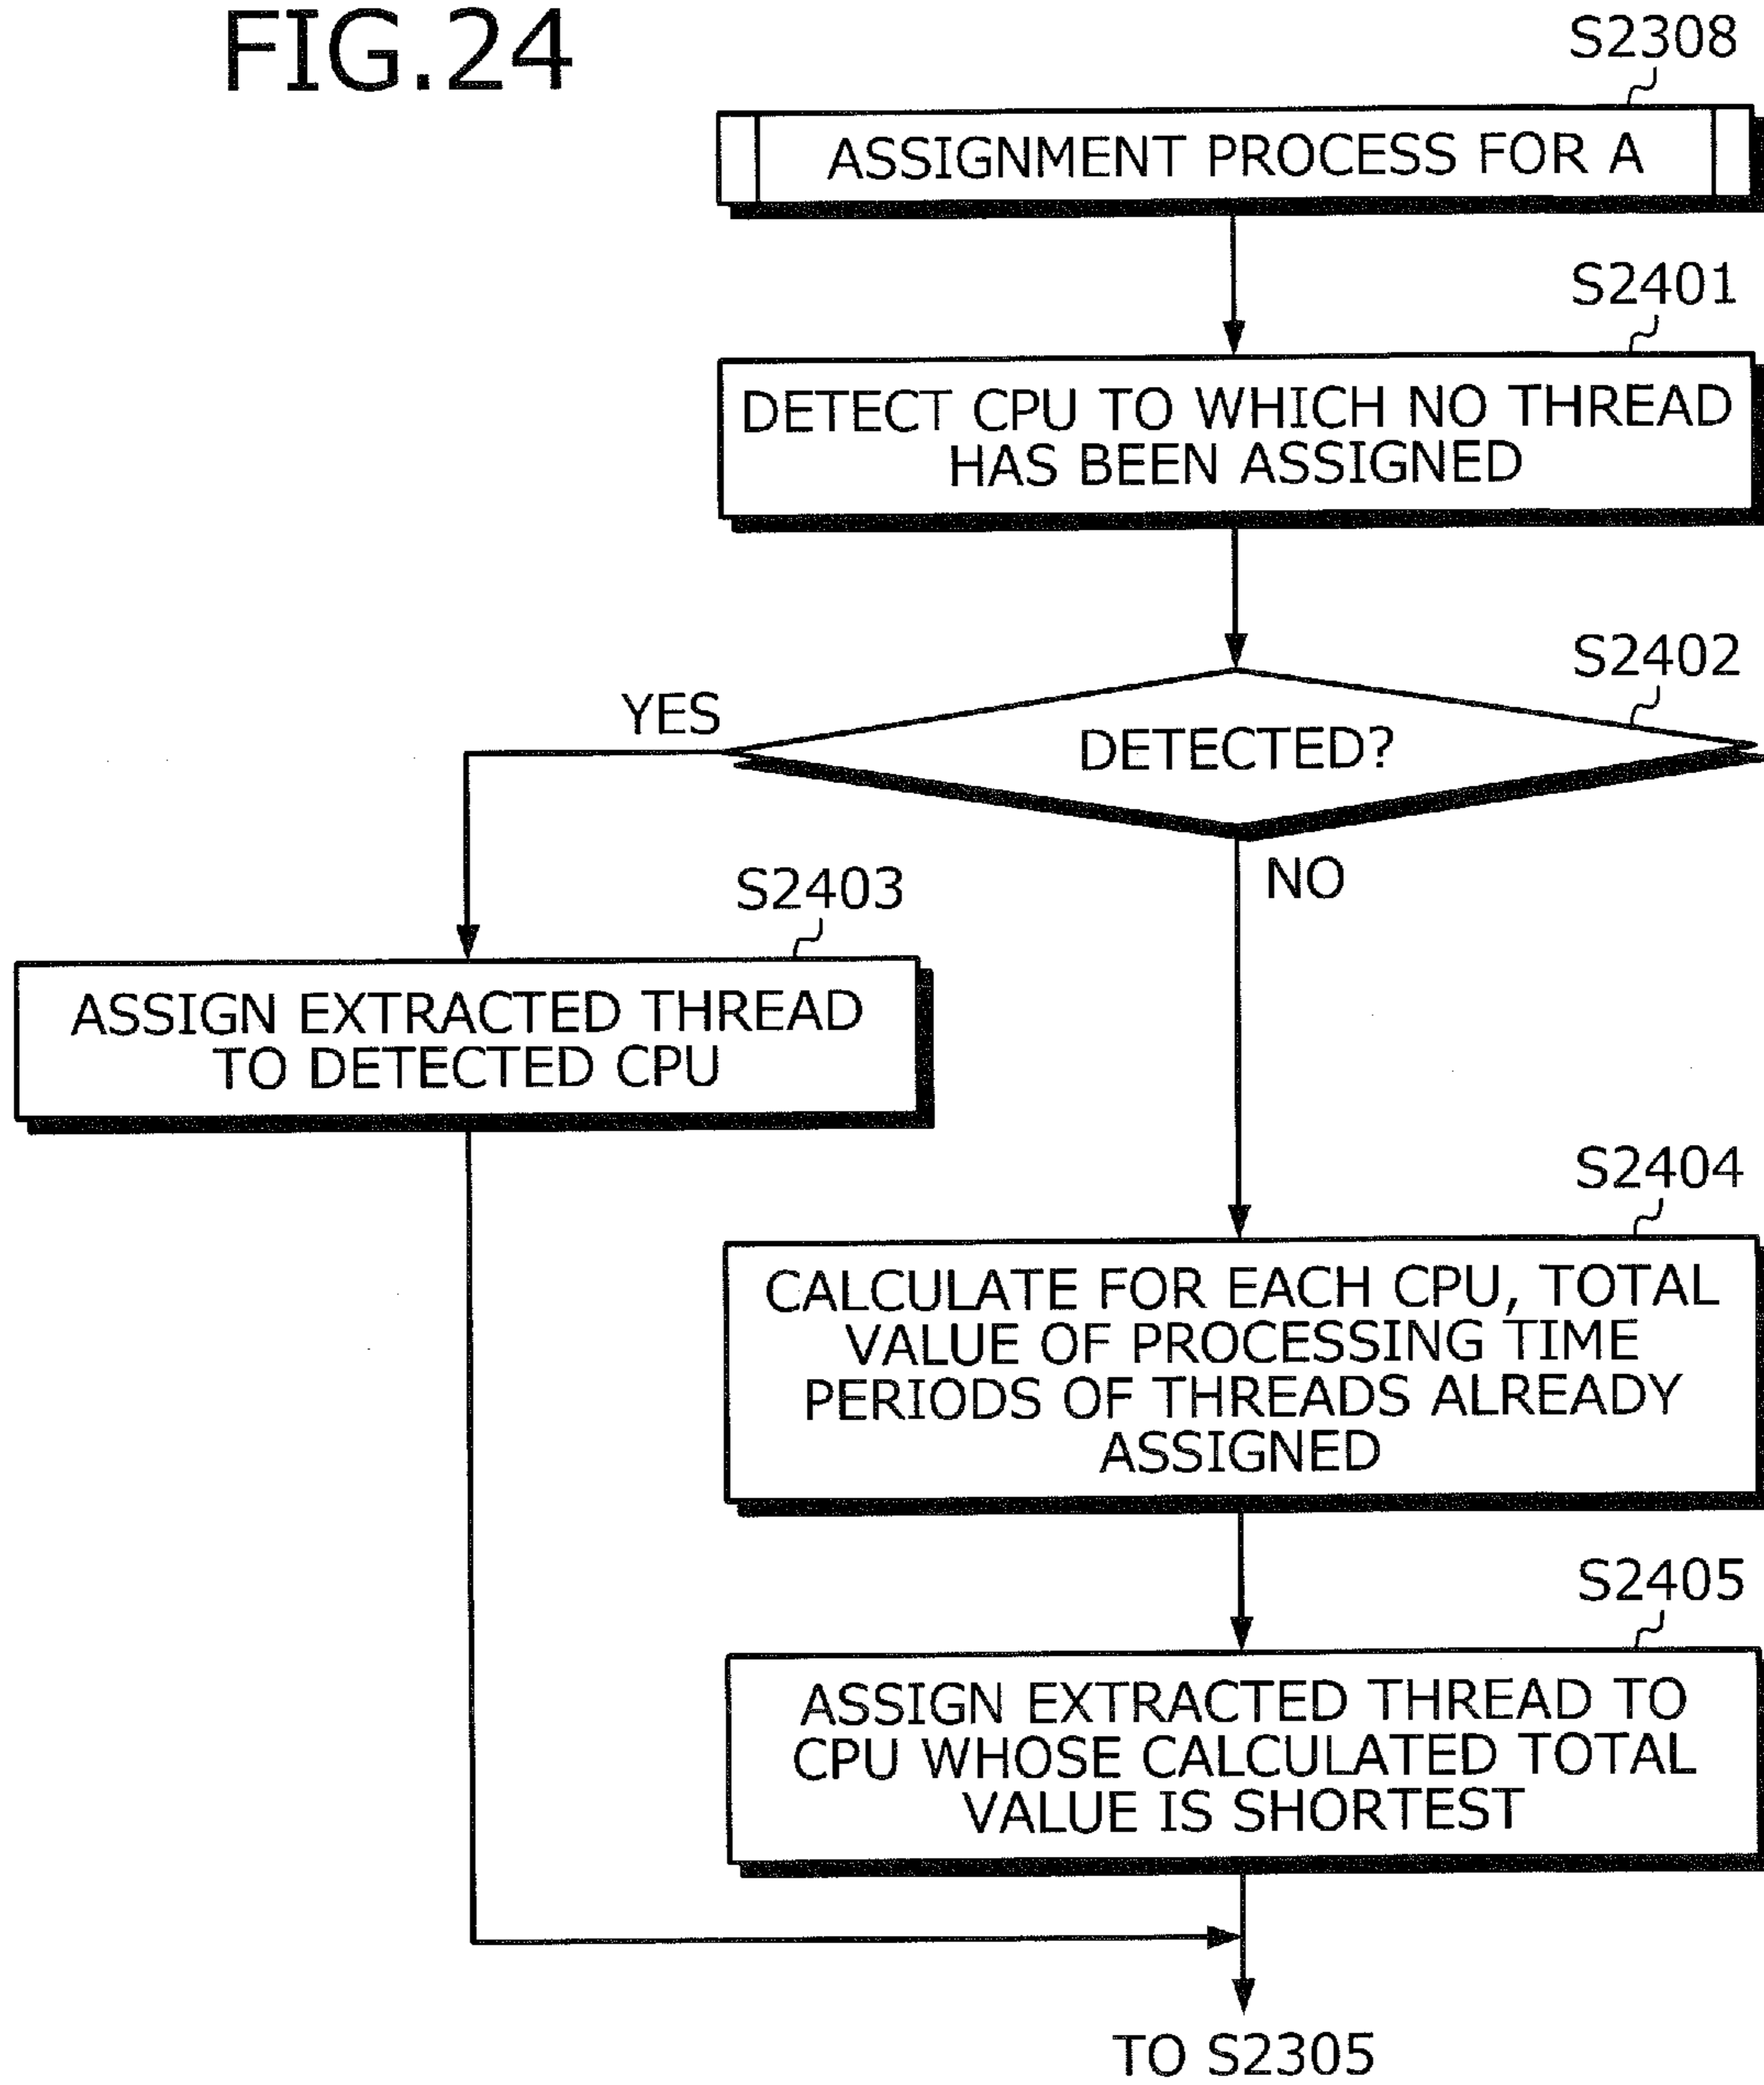 FIG.24
S2308
ASSIGNMENT PROCESS FOR A
S2401
DETECT CPU TO WHICH NO THREAD
HAS BEEN ASSIGNED
S2402
YES
DETECTED?
NO
S2403
ASSIGN EXTRACTED THREAD
TO DETECTED CPU
S2404
CALCULATE FOR EACH CPU, TOTAL
VALUE OF PROCESSING TIME
PERIODS OF THREADS ALREADY
ASSIGNED
S2405
ASSIGN EXTRACTED THREAD TO
CPU WHOSE CALCULATED TOTAL
VALUE IS SHORTEST
TO S2305